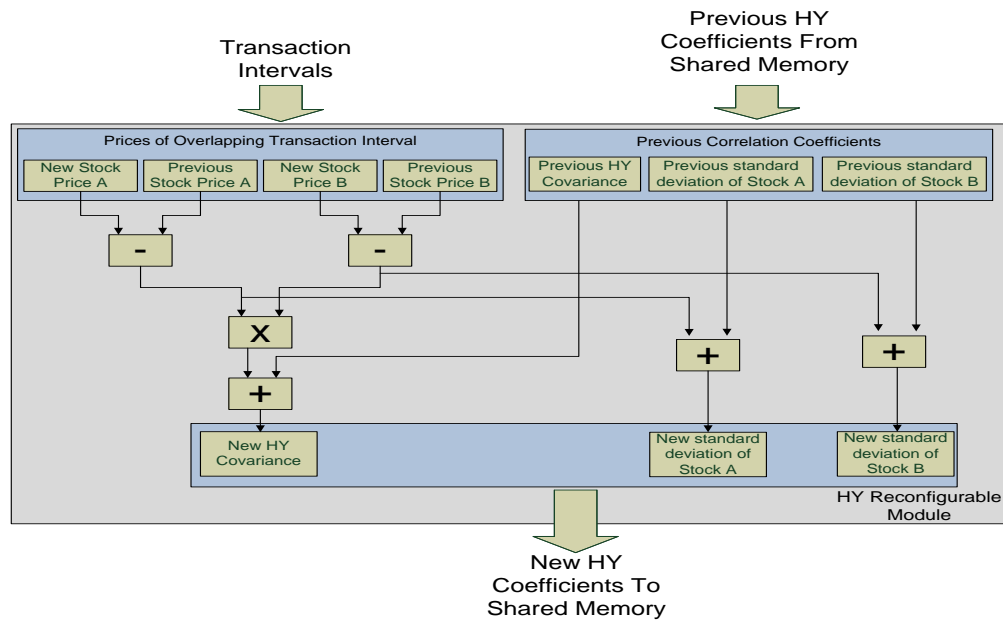 Transaction
Intervals
Previous HY
Coefficients From
Shared Memory
Prices of Overlapping Transaction Interval
New Stock
Price A
Previous
Stock Price A
New Stock
Price B
Previous
Stock Price B
Previous Correlation Coefficients
Previous HY
Covariance
Previous standard
deviation of Stock A
Previous standard
deviation of Stock B
-
-
X
+
+
+
New HY
Covariance
New standard
deviation of
Stock A
New standard
deviation of
Stock B
HY Reconfigurable
Module
New HY
Coefficients To
Shared Memory